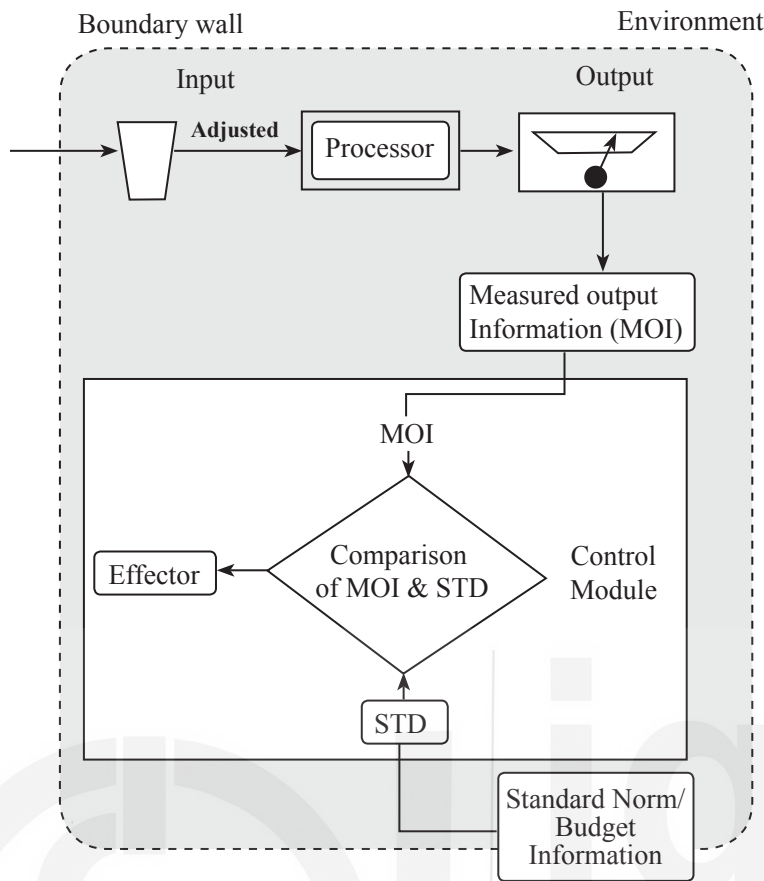 Boundary wall
Environment
Input
Output
Adjusted
Processor
Measured output
Information (MOI)
MOI
Comparison
of MOI & STD
Effector
Control
Module
STD
Standard Norm/
Budget
Information